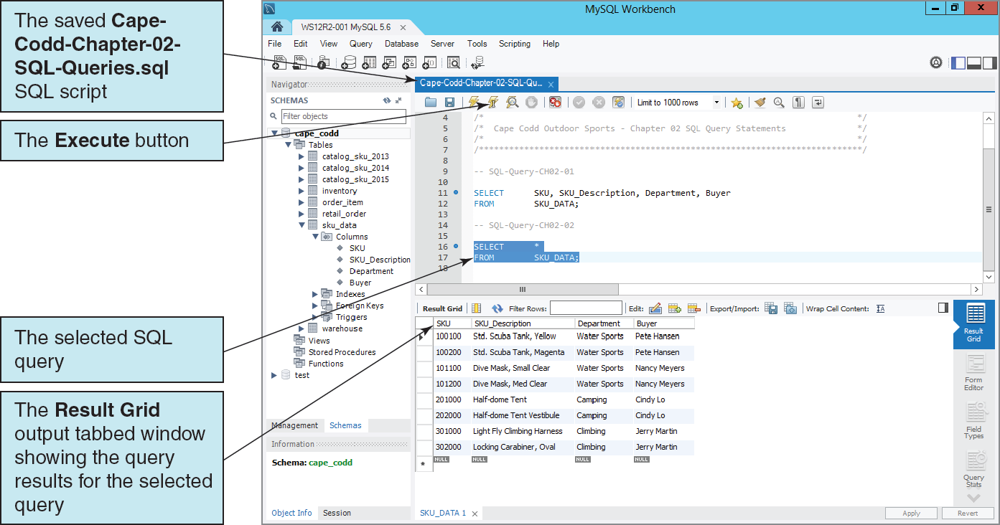 The saved Cape-
Codd-Chapter-02-
SQL-Queries.sql
SQL script
The Execute button
The selected SQL
query
The Result Grid
output tabbed window
showing the query
results for the selected
query
MySQL Workbench
WS12R2-001 MySQL 5.6
File Edit View Query Database Server Tools Scripting Help
SQL SQL
Navigator
SCHEMAS
Filter objects
cape_codd
Tables
catalog_sku_2013
catalog_sku_2014
catalog_sku_2015
inventory
order_item
retail_order
sku_data
Columns
SKU
SKU_Description
Department
Buyer
Indexes
Foreign Keys
Triggers
warehouse
Views
Stored Procedures
Functions
test
Management Schemas
Information
Schema: cape_codd
Object Info Session
Cape-Codd-Chapter-02-SQL-Qu...
Limit to 1000 rows
4 /* */
5 /* Cape Codd Outdoor Sports - Chapter 02 SQL Query Statements */
6 /* */
7 /****************************************************************************/
8
9 -- SQL-Query-CH02-01
10
11 SELECT SKU, SKU_Description, Department, Buyer
12 FROM SKU_DATA;
13
14 -- SQL-Query-CH02-02
15
16 SELECT *
17 FROM SKU_DATA;
18
Result Grid Filter Rows: Edit: Export/Import: Wrap Cell Content: IA
SKU SKU_Description Department Buyer
100100 Std. Scuba Tank, Yellow Water Sports Pete Hansen
100200 Std. Scuba Tank, Magenta Water Sports Pete Hansen
101100 Dive Mask, Small Clear Water Sports Nancy Meyers
101200 Dive Mask, Med Clear Water Sports Nancy Meyers
201000 Half-dome Tent Camping Cindy Lo
202000 Half-dome Tent Vestibule Camping Cindy Lo
301000 Light Fly Climbing Harness Climbing Jerry Martin
302000 Locking Carabiner, Oval Climbing Jerry Martin
* NULL NULL NULL NULL
Result
Grid
Form
Editor
Field
Types
Query
Stats
SKU_DATA 1
Apply Revert